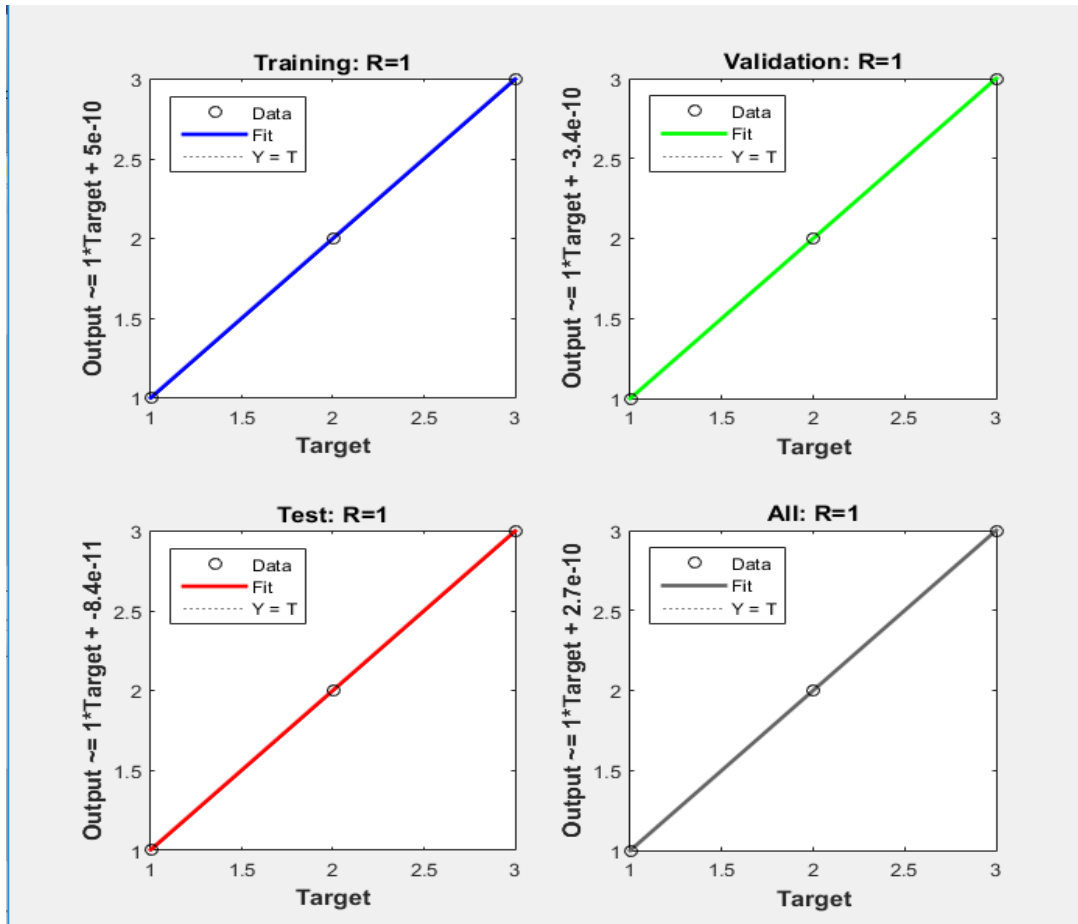 Training: R=1
Output ~= 1*Target + 5e-10
3
2.5
2
1.5
1
Data
Fit
Y = T
1 1.5 2 2.5 3
Target
Validation: R=1
Output ~= 1*Target + -3.4e-10
3
2.5
2
1.5
1
Data
Fit
Y = T
1 1.5 2 2.5 3
Target
Test: R=1
Output ~= 1*Target + -8.4e-11
3
2.5
2
1.5
1
Data
Fit
Y = T
1 1.5 2 2.5 3
Target
All: R=1
Output ~= 1*Target + 2.7e-10
3
2.5
2
1.5
1
Data
Fit
Y = T
1 1.5 2 2.5 3
Target